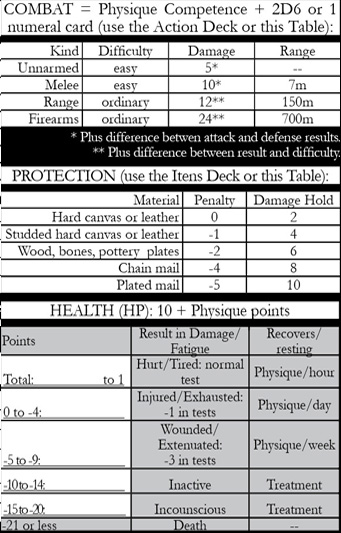 COMBAT = Physique Competence + 2D6 or 1
numeral card (use the Action Deck or this Table):
Kind Difficulty Damage Range
Unarmed easy 5* --
Melee easy 10* 7m
Range ordinary 12** 150m
Firearms ordinary 24** 700m
* Plus difference betwen attack and defense results.
** Plus difference between result and difficulty.
PROTECTION (use the Itens Deck or this Table):
Material Penalty Damage Hold
Hard canvas or leather 0 2
Studded hard canvas or leather -1 4
Wood, bones, pottery plates -2 6
Chain mail -4 8
Plated mail -5 10
HEALTH (HP): 10 + Physique points
Points Result in Damage/ Recovers/
Fatigue resting
Total: to 1 Hurt/Tired: normal Physique/hour
test
0 to -4: Injured/Exhausted: Physique/day
-1 in tests
-5 to -9: Wounded/ Physique/week
Extenuated:
-3 in tests
-10to-14: Inactive Treatment
-15to-20: Incounscious Treatment
-21 or less Death --